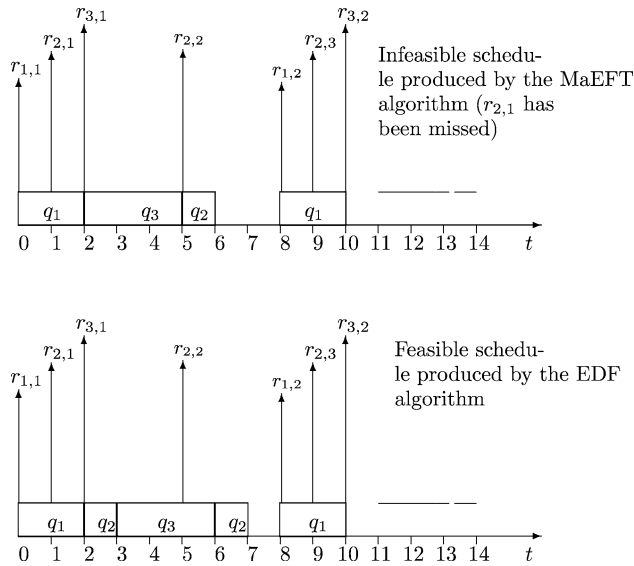 r3,1
r3,2
r2,1
r2,2
r2,3
r1,1
r1,2
Infeasible schedu-
le produced by the MaEFT
algorithm (r2,1 has
been missed)
q1 q3 q2 q1
0 1 2 3 4 5 6 7 8 9 10 11 12 13 14 t
r3,1
r3,2
r2,1
r2,2
r2,3
r1,1
r1,2
Feasible schedu-
le produced by the EDF
algorithm
q1 q2 q3 q2 q1
0 1 2 3 4 5 6 7 8 9 10 11 12 13 14 t